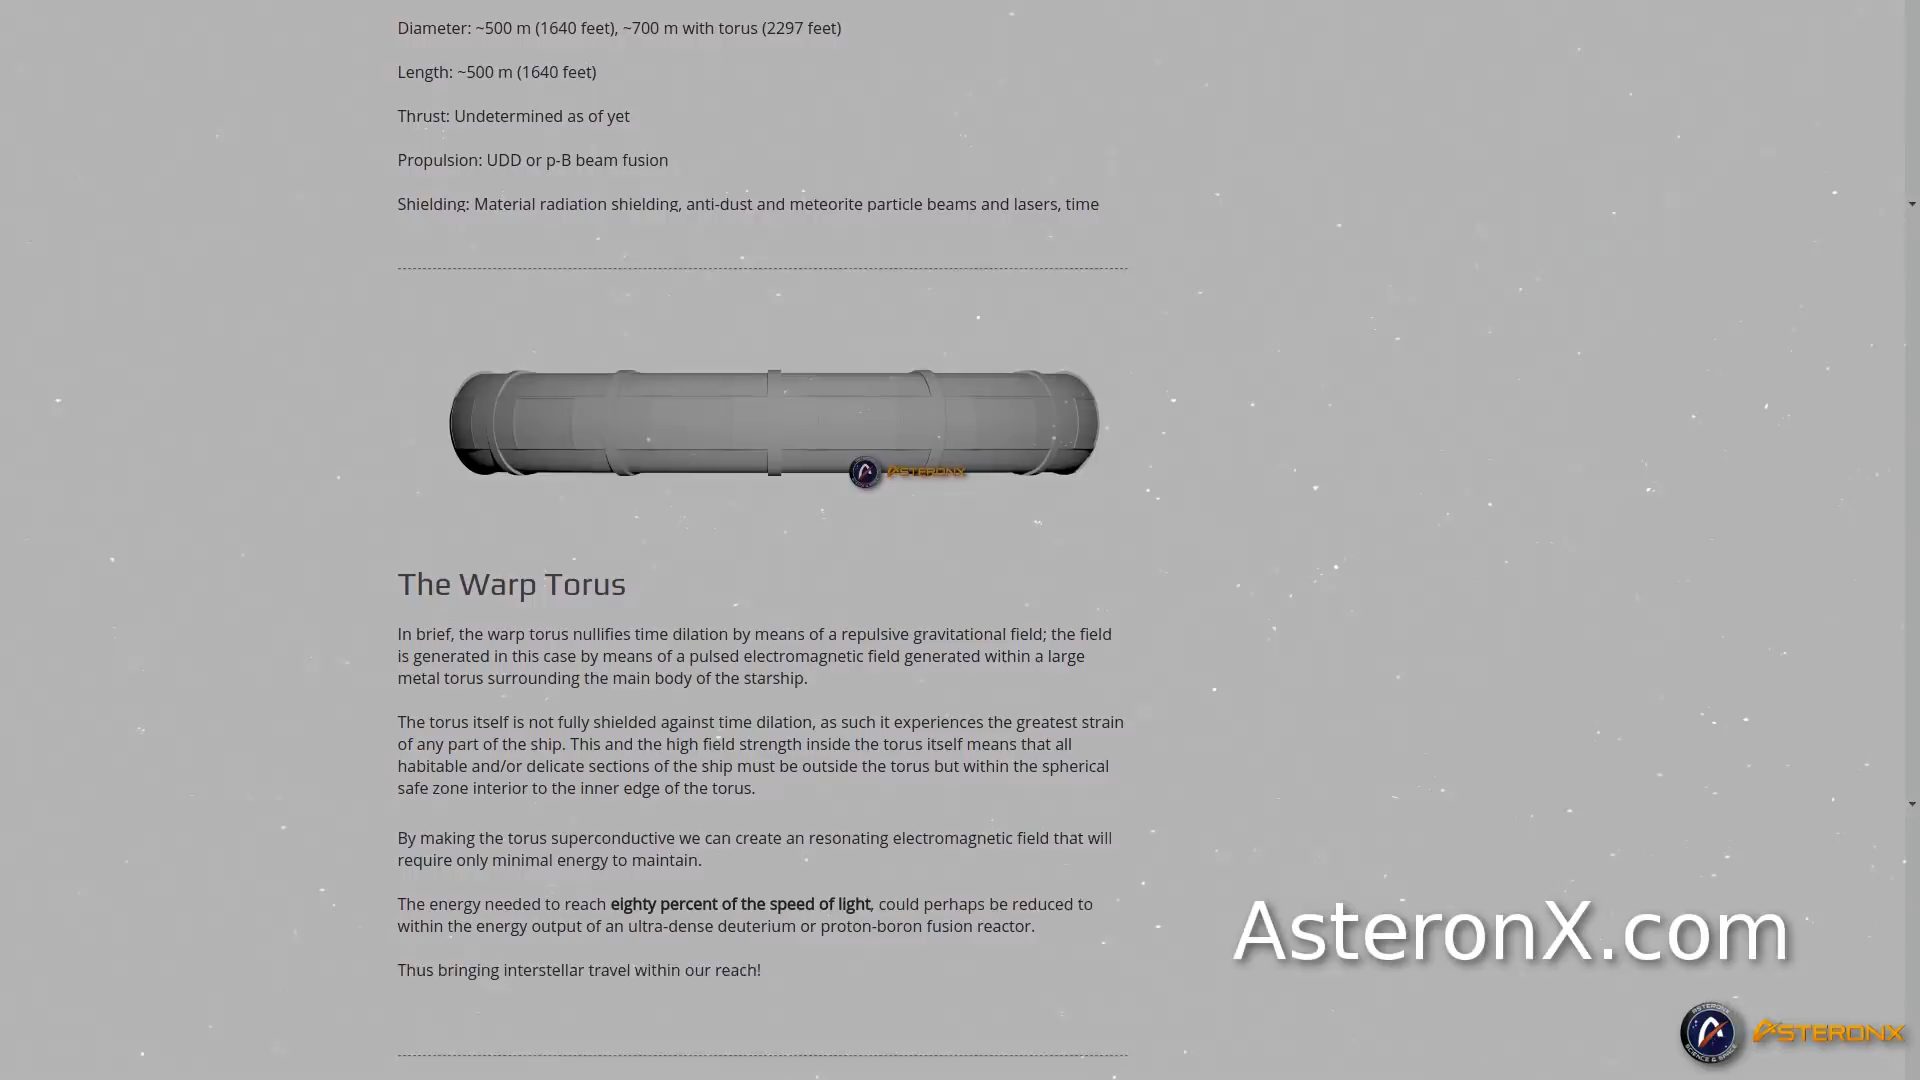 Diameter: ~500 m (1640 feet), ~700 m with torus (2297 feet)
Length: ~500 m (1640 feet)
Thrust: Undetermined as of yet
Propulsion: UDD or p-B beam fusion
Shielding: Material radiation shielding, anti-dust and meteorite particle beams and lasers, time
ASTERONX
The Warp Torus
In brief, the warp torus nullifies time dilation by means of a repulsive gravitational field; the field
is generated in this case by means of a pulsed electromagnetic field generated within a large
metal torus surrounding the main body of the starship.
The torus itself is not fully shielded against time dilation, as such it experiences the greatest strain
of any part of the ship. This and the high field strength inside the torus itself means that all
habitable and/or delicate sections of the ship must be outside the torus but within the spherical
safe zone interior to the inner edge of the torus.
By making the torus superconductive we can create an resonating electromagnetic field that will
require only minimal energy to maintain.
The energy needed to reach eighty percent of the speed of light, could perhaps be reduced to
within the energy output of an ultra-dense deuterium or proton-boron fusion reactor.
Thus bringing interstellar travel within our reach!
AsteronX.com
ASTERONX
SCIENCE & SPACE
ASTERONX